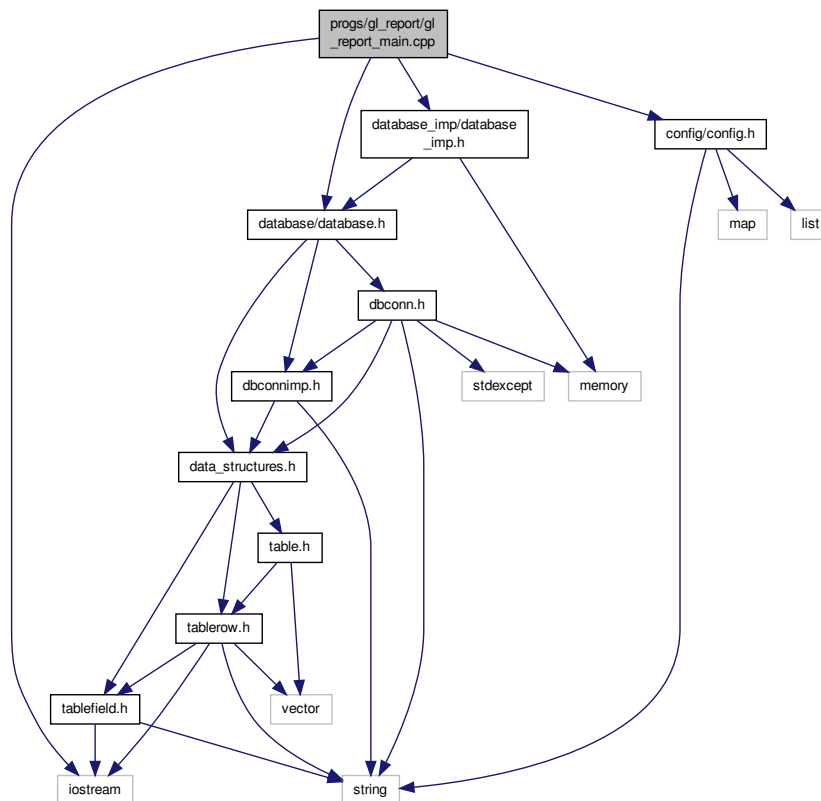 progs/gl_report/gl
_report_main.cpp
database_imp/database
_imp.h
config/config.h
database/database.h
map
list
dbconn.h
dbconnimp.h
stdexcept
memory
data_structures.h
table.h
tablerow.h
tablefield.h
vector
iostream
string